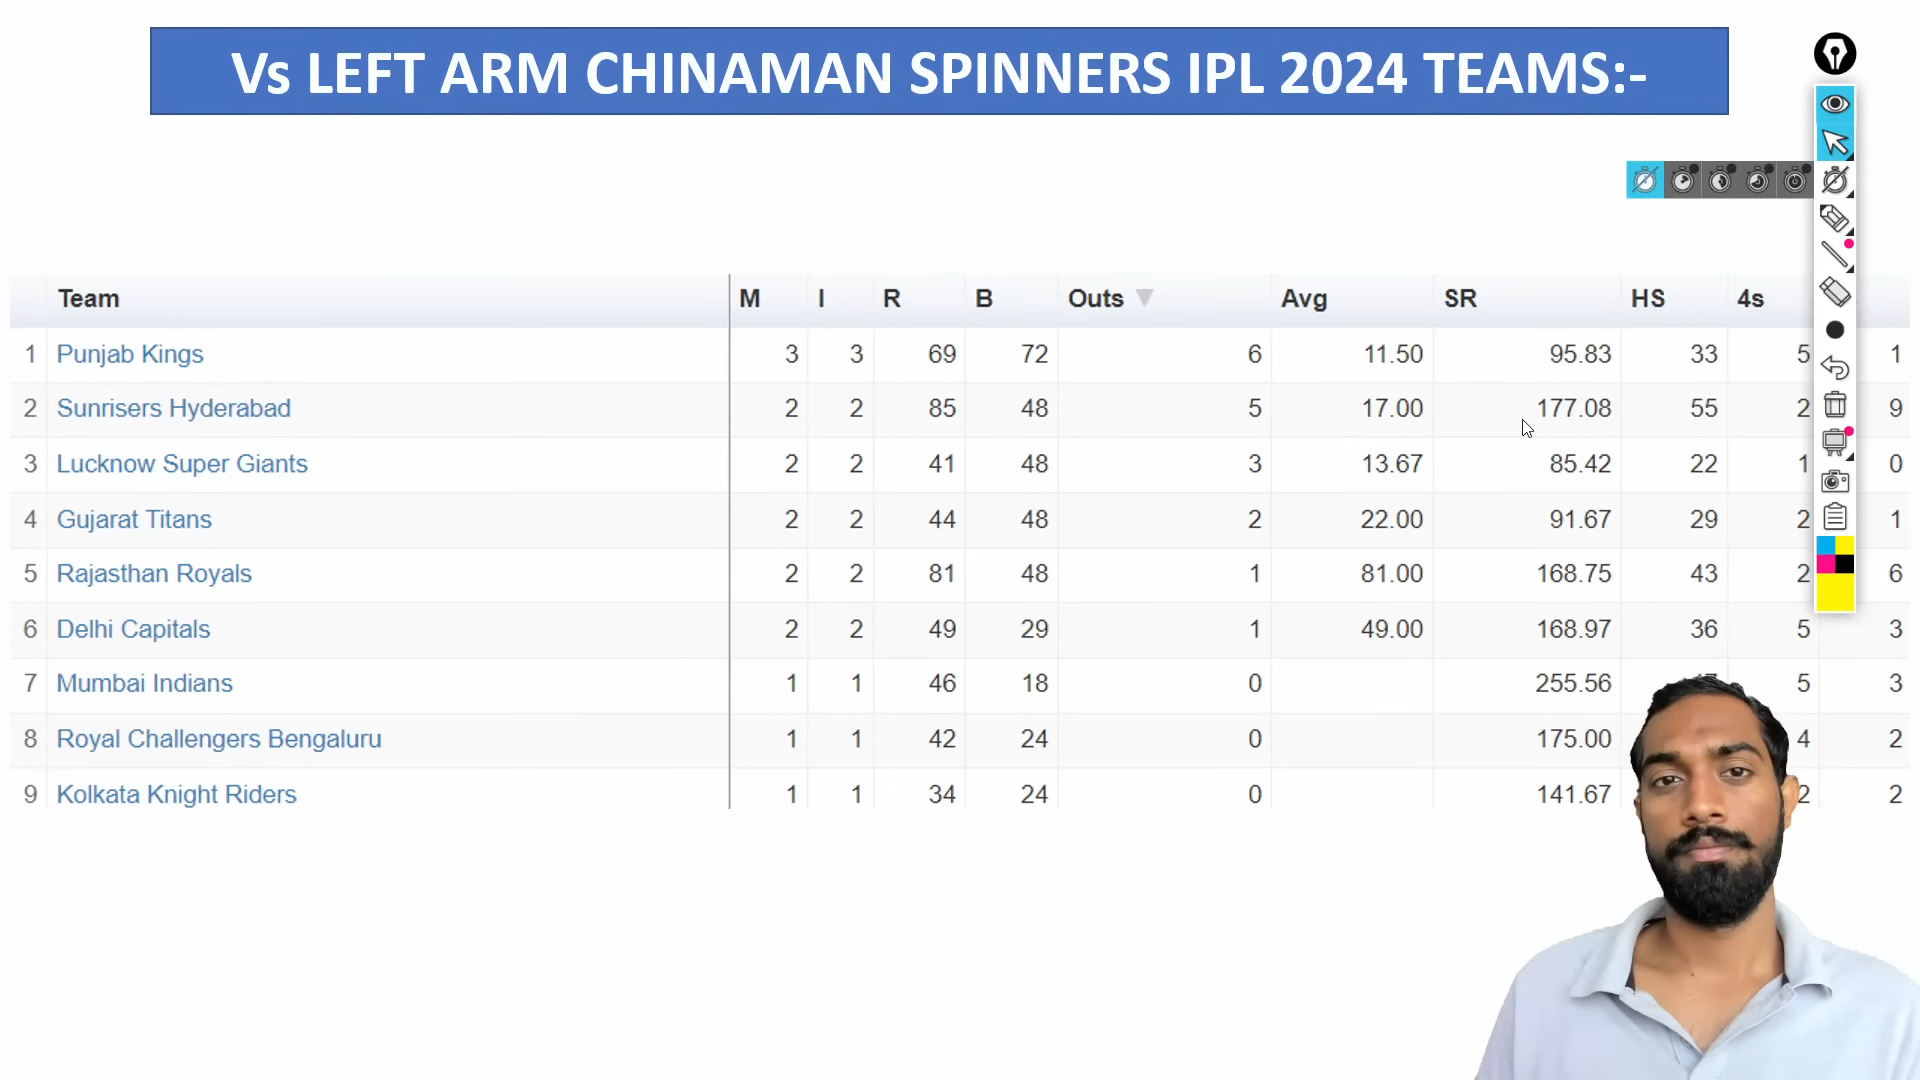 Vs LEFT ARM CHINAMAN SPINNERS IPL 2024 TEAMS:-
Team M I R B Outs Avg SR HS 4s
1 Punjab Kings 3 3 69 72 6 11.50 95.83 33 5 1
2 Sunrisers Hyderabad 2 2 85 48 5 17.00 177.08 55 2 9
3 Lucknow Super Giants 2 2 41 48 3 13.67 85.42 22 1 0
4 Gujarat Titans 2 2 44 48 2 22.00 91.67 29 2 1
5 Rajasthan Royals 2 2 81 48 1 81.00 168.75 43 2 6
6 Delhi Capitals 2 2 49 29 1 49.00 168.97 36 5 3
7 Mumbai Indians 1 1 46 18 0 255.56 5 3
8 Royal Challengers Bengaluru 1 1 42 24 0 175.00 4 2
9 Kolkata Knight Riders 1 1 34 24 0 141.67 2 2